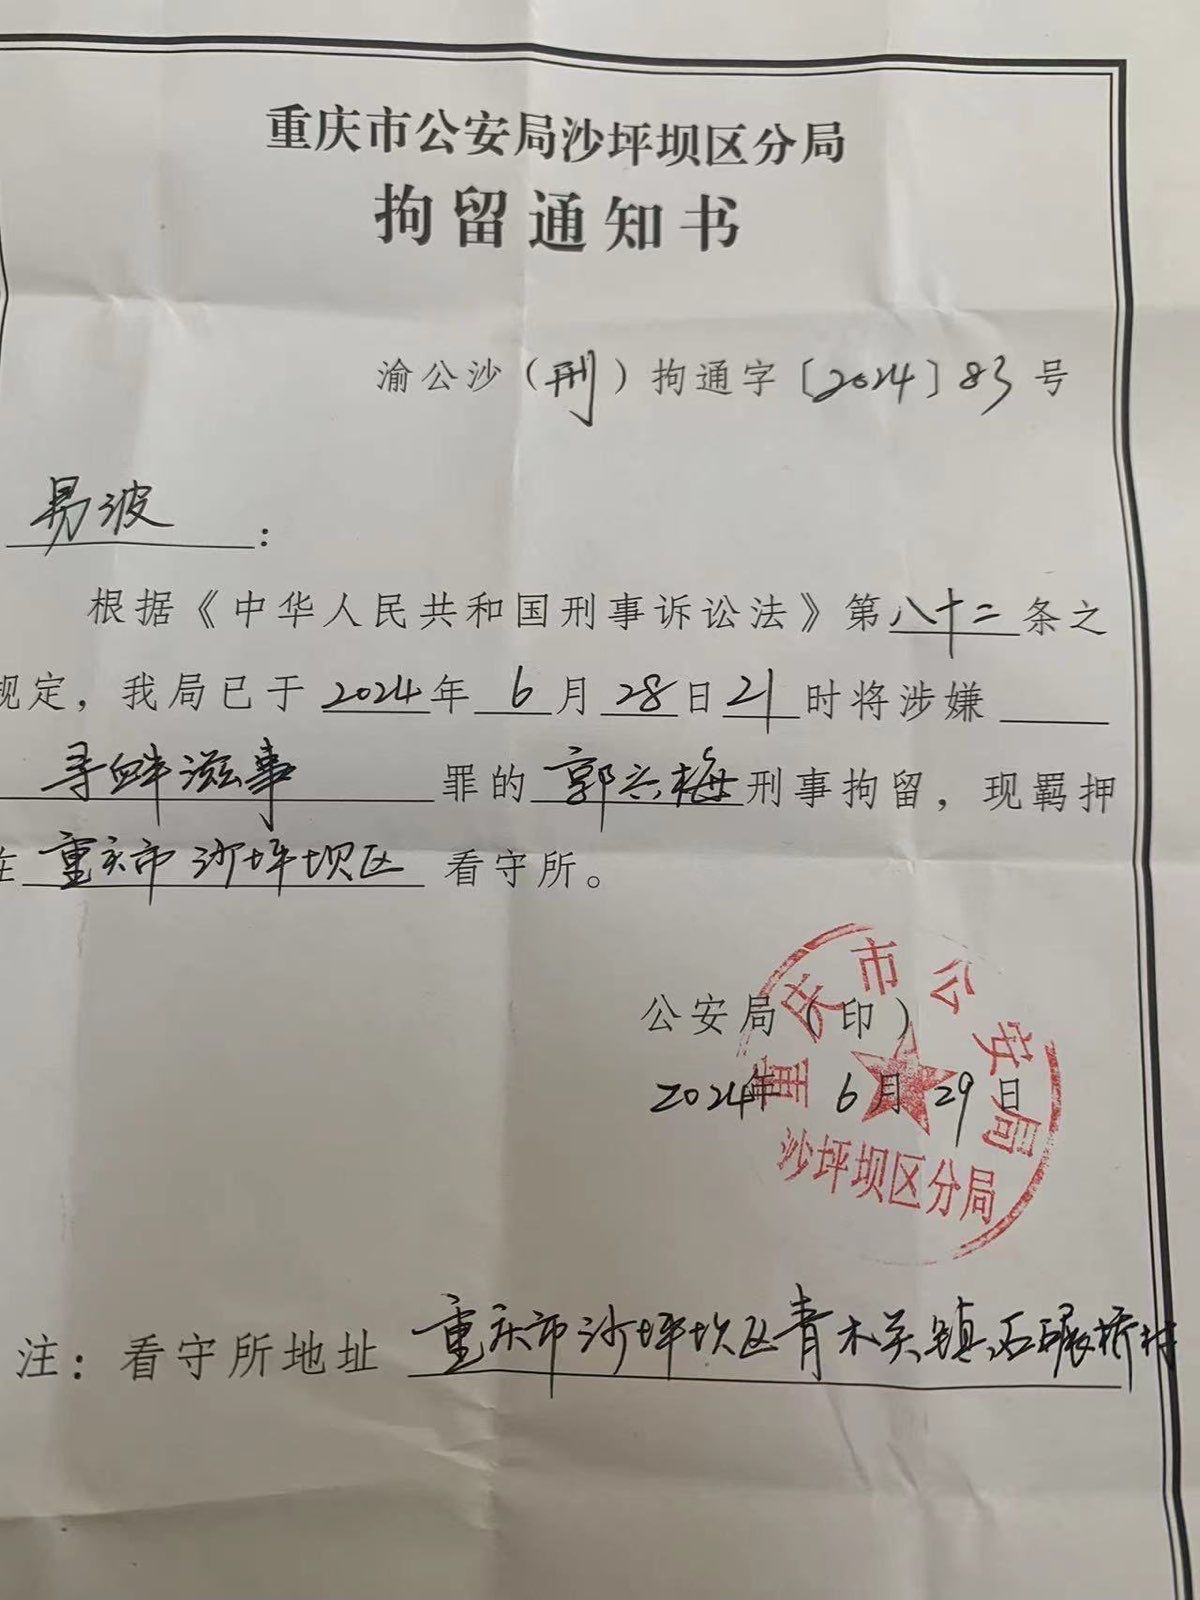 重庆市公安局沙坪坝区分局
拘留通知书
渝公沙（刑）拘通字〔2024〕83号
易波：
根据《中华人民共和国刑事诉讼法》第八十二条之
规定，我局已于2024年6月28日21时将涉嫌
寻衅滋事罪的郭兴梅刑事拘留，现羁押
在重庆市沙坪坝区看守所。
公安局（印）
2024年6月29日
重庆市公安局
沙坪坝区分局
注：看守所地址 重庆市沙坪坝区青木关镇石碾桥村